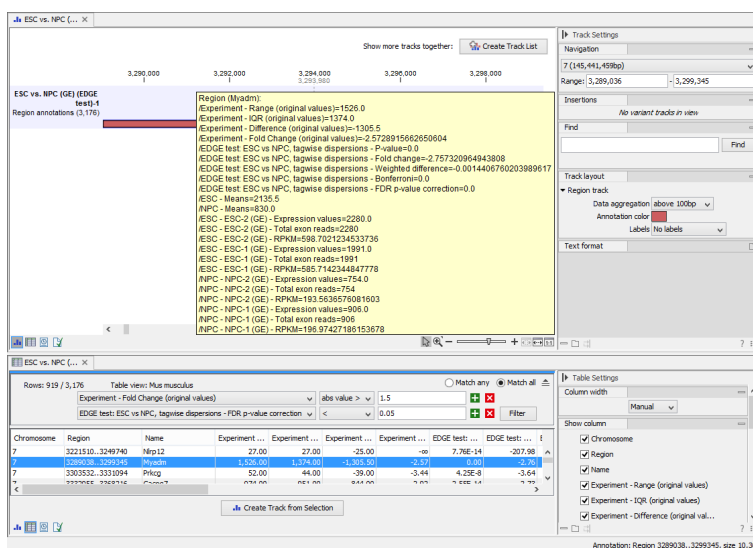 ESC vs. NPC (... ×
Show more tracks together: Create Track List
3,290,000 3,292,000 3,294,000 3,296,000 3,298,000
3,293,980
ESC vs. NPC (GE) (EDGE
test)-1
Region annotations (3,176)
Region (Myadm):
/Experiment - Range (original values)=1526.0
/Experiment - IQR (original values)=1374.0
/Experiment - Difference (original values)=-1305.5
/Experiment - Fold Change (original values)=-2.5728915662650604
/EDGE test: ESC vs NPC, tagwise dispersions - P-value=0.0
/EDGE test: ESC vs NPC, tagwise dispersions - Fold change=-2.757320964943808
/EDGE test: ESC vs NPC, tagwise dispersions - Weighted difference=-0.0014406760203989617
/EDGE test: ESC vs NPC, tagwise dispersions - Bonferroni=0.0
/EDGE test: ESC vs NPC, tagwise dispersions - FDR p-value correction=0.0
/ESC - Means=2135.5
/NPC - Means=830.0
/ESC - ESC-2 (GE) - Expression values=2280.0
/ESC - ESC-2 (GE) - Total exon reads=2280
/ESC - ESC-2 (GE) - RPKM=598.7021234533736
/ESC - ESC-1 (GE) - Expression values=1991.0
/ESC - ESC-1 (GE) - Total exon reads=1991
/ESC - ESC-1 (GE) - RPKM=585.7142344847778
/NPC - NPC-2 (GE) - Expression values=754.0
/NPC - NPC-2 (GE) - Total exon reads=754
/NPC - NPC-2 (GE) - RPKM=193.5636576081603
/NPC - NPC-1 (GE) - Expression values=906.0
/NPC - NPC-1 (GE) - Total exon reads=906
/NPC - NPC-1 (GE) - RPKM=196.97427186153678
Track Settings
Navigation
7 (145,441,459bp)
Range: 3,289,036 - 3,299,345
Insertions
No variant tracks in view
Find
Find
Track layout
Region track
Data aggregation above 100bp
Annotation color
Labels No labels
Text format
ESC vs. NPC (... ×
Rows: 919 / 3,176 Table view: Mus musculus
Match any Match all
Experiment - Fold Change (original values) abs value > 1.5
EDGE test: ESC vs NPC, tagwise dispersions - FDR p-value correction < 0.05 Filter
Chromosome Region Name Experiment ... Experiment ... Experiment ... Experiment ... EDGE test: ... EDGE test: ...
7 3221510..3249740 Nlrp12 27.00 27.00 -25.00 -∞ 7.76E-14 -207.98
7 3289038..3299345 Myadm 1,526.00 1,374.00 -1,305.50 -2.57 0.00 -2.76
7 3303532..3331094 Prkcg 52.00 44.00 -39.00 -3.44 4.25E-8 -3.64
Create Track from Selection
Table Settings
Column width
Manual
Show column
Chromosome
Region
Name
Experiment - Range (original values)
Experiment - IQR (original values)
Experiment - Difference (original val...
Annotation: Region 3289038..3299345, size 10.30